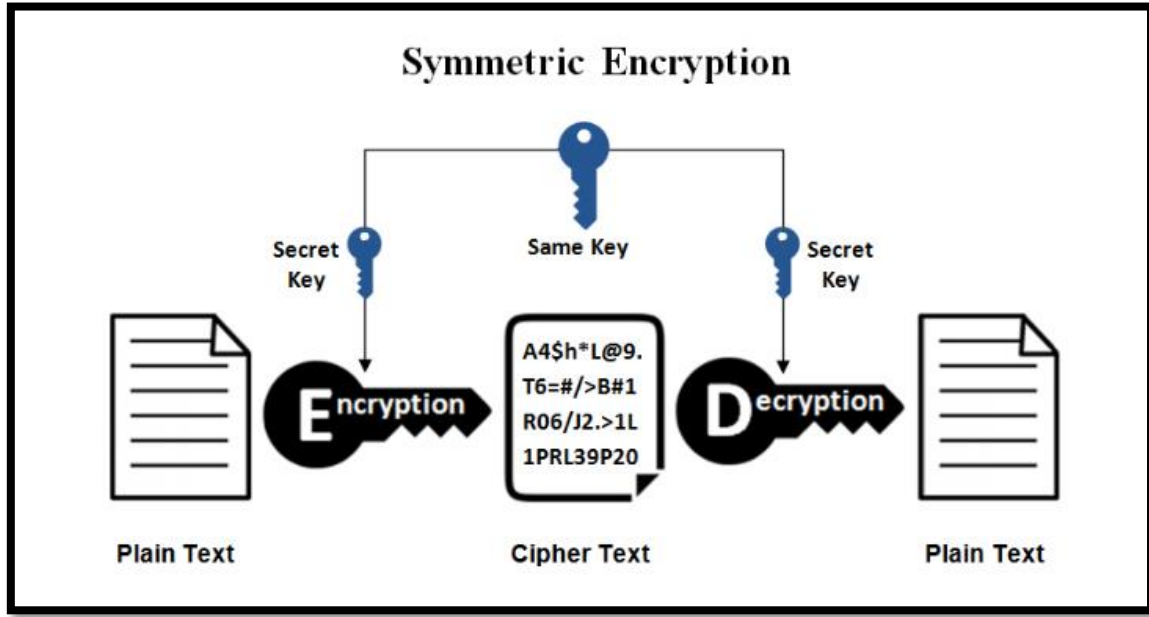 Symmetric Encryption
Secret
Key
Same Key
Secret
Key
Encryption
A4$h*L@9.
T6=#/>B#1
R06/J2.>1L
1PRL39P20
Decryption
Plain Text
Cipher Text
Plain Text